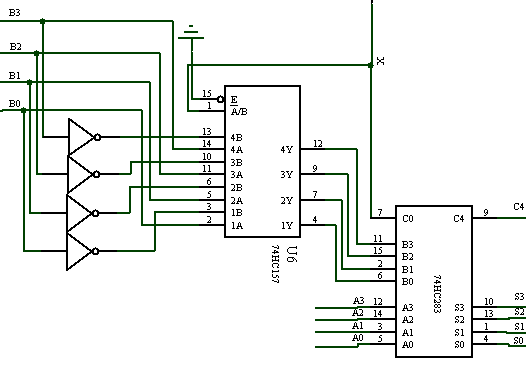 B3
B2
B1
B0
X
15 E
1 A/B
13 4B
14 4A
10 3B
11 3A
6 2B
5 2A
3 1B
2 1A
4Y 12
3Y 9
2Y 7
1Y 4
U6
74HC157
7 C0
C4 9
C4
11 B3
15 B2
2 B1
6 B0
74HC283
A3 12 A3
A2 14 A2
A1 3 A1
A0 5 A0
S3 10 S3
S2 13 S2
S1 1 S1
S0 4 S0